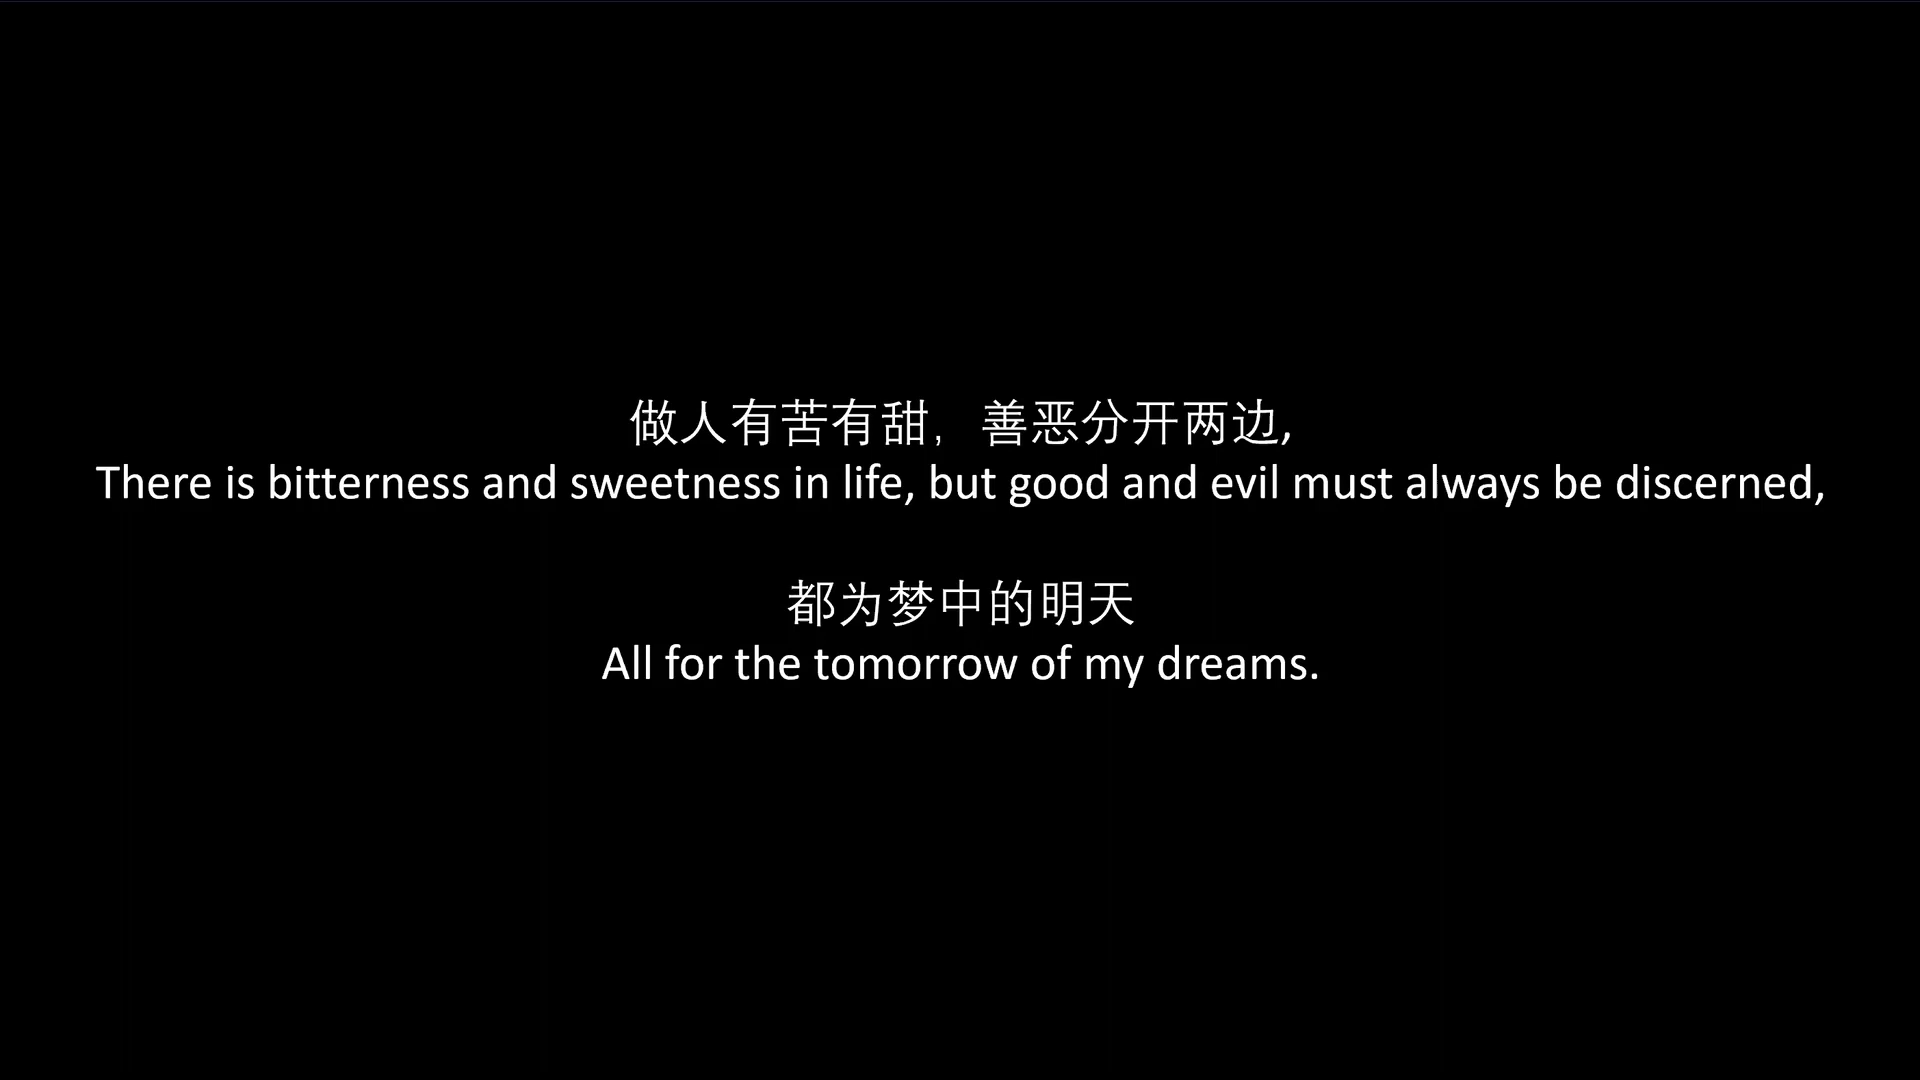 做人有苦有甜，善恶分开两边,
There is bitterness and sweetness in life, but good and evil must always be discerned,
都为梦中的明天
All for the tomorrow of my dreams.